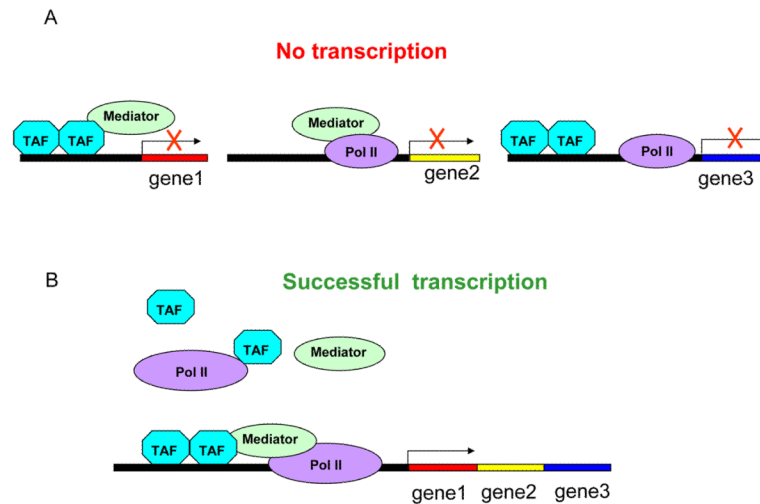 A
No transcription
TAF TAF Mediator
gene1
Mediator
Pol II
gene2
TAF TAF Pol II
gene3
B
Successful transcription
TAF
Pol II TAF Mediator
TAF TAF Mediator Pol II
gene1 gene2 gene3